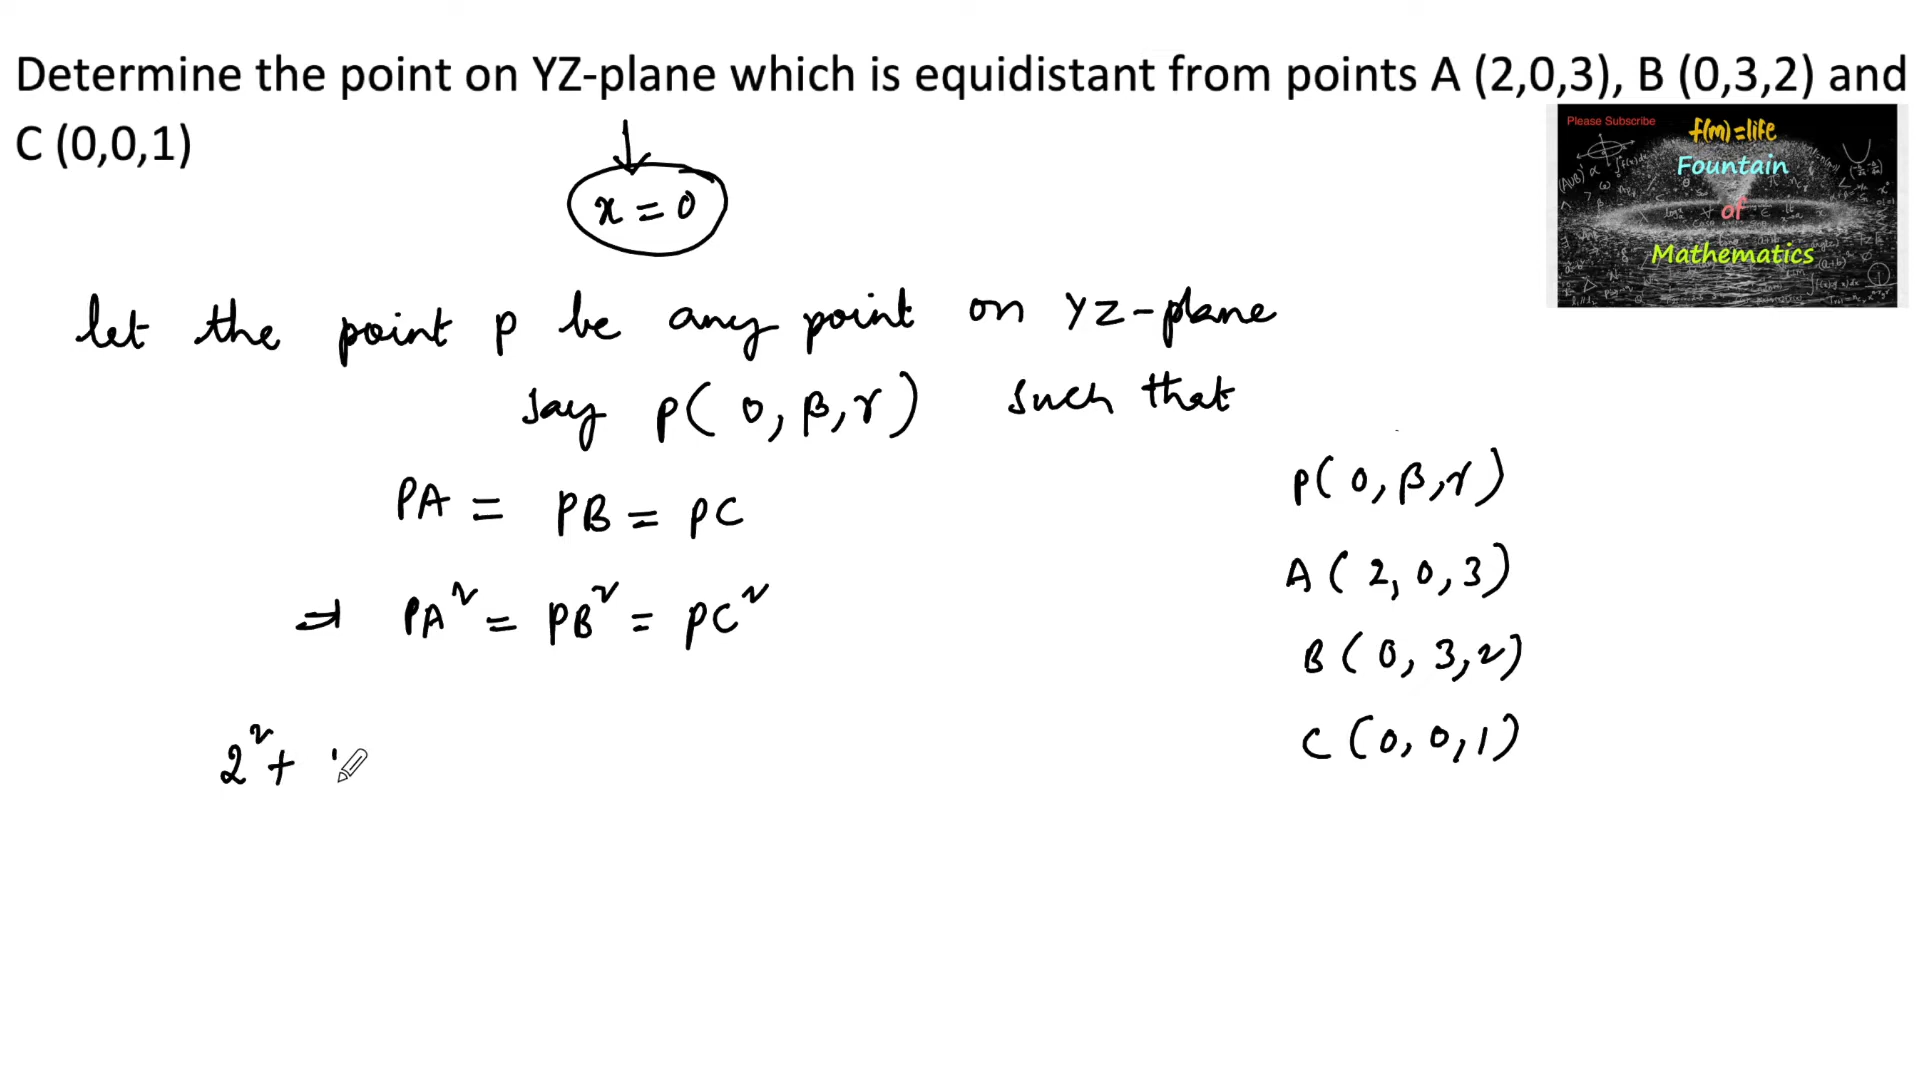 Determine the point on YZ-plane which is equidistant from points A (2,0,3), B (0,3,2) and
C (0,0,1)
Please Subscribe
f(m)=life
Fountain
of
Mathematics
x = 0
let the point P be any point on YZ-plane
say P( 0, β, γ ) such that
PA = PB = PC
⇒ PA² = PB² = PC²
P( 0, β, γ )
A ( 2, 0, 3 )
B ( 0, 3, 2 )
C ( 0, 0, 1 )
2² +